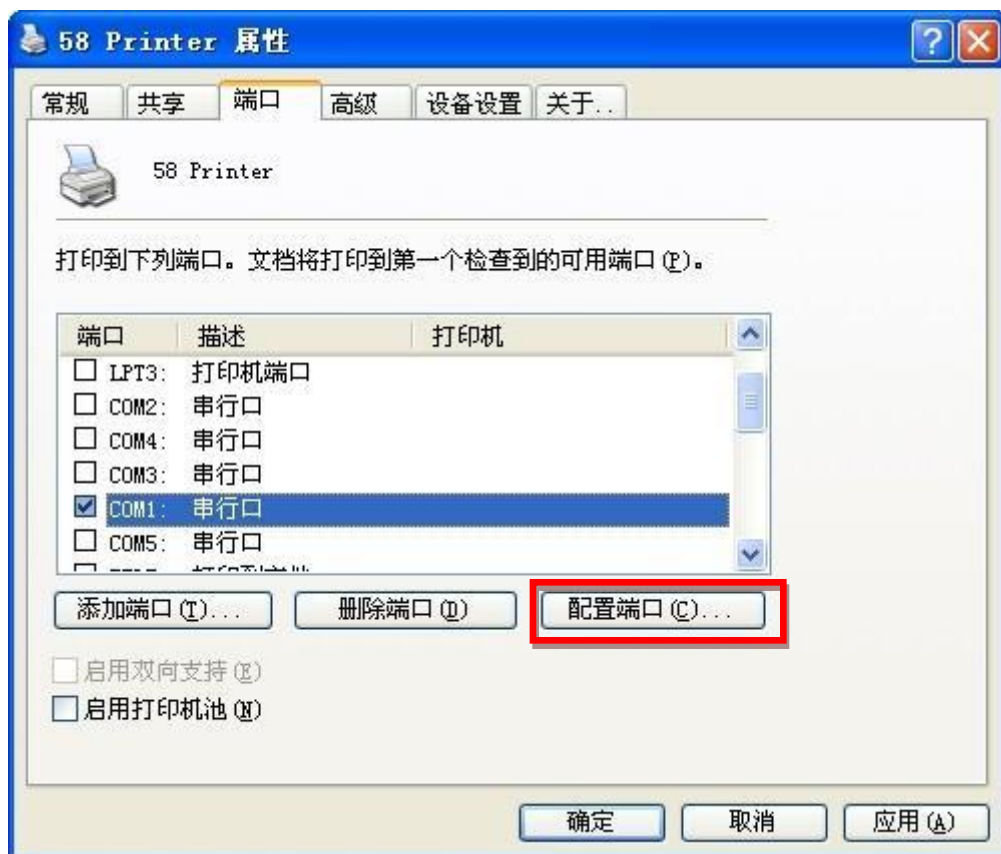 58 Printer 属性
常规 共享 端口 高级 设备设置 关于..
58 Printer
打印到下列端口。文档将打印到第一个检查到的可用端口(P)。
端口 描述 打印机
LPT3: 打印机端口
COM2: 串行口
COM4: 串行口
COM3: 串行口
COM1: 串行口
COM5: 串行口
添加端口(T)... 删除端口(D) 配置端口(C)...
启用双向支持(E)
启用打印机池(N)
确定 取消 应用(A)